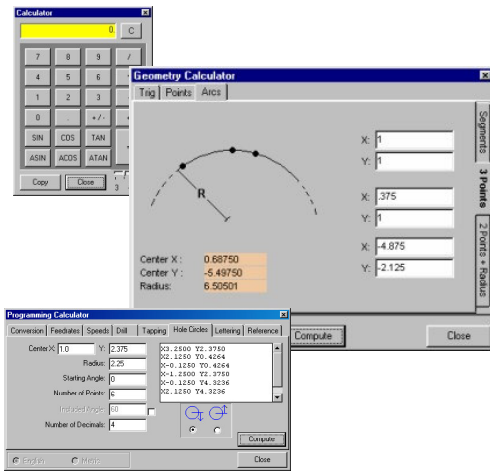 Calculator
0. C
7 8 9 /
4 5 6
1 2 3
0 . +/-
SIN COS TAN
ASIN ACOS ATAN
Copy Close 3
Geometry Calculator
Trig Points Arcs
Segments
3 Points
2 Points + Radius
R
X: 1
Y: 1
X: .375
Y: 1
X: -4.875
Y: -2.125
Center X : 0.68750
Center Y : -5.49750
Radius: 6.50501
Compute Close
Programming Calculator
Conversion Feedrates Speeds Drill Tapping Hole Circles Lettering Reference
Center X: 1.0 Y: 2.375
Radius: 2.25
Starting Angle: 0
Number of Points: 6
Included Angle: 60
Number of Decimals: 4
X3.2500 Y2.3750
X2.1250 Y0.4264
X-0.1250 Y0.4264
X-1.2500 Y2.3750
X-0.1250 Y4.3236
X2.1250 Y4.3236
Compute
English Metric Close